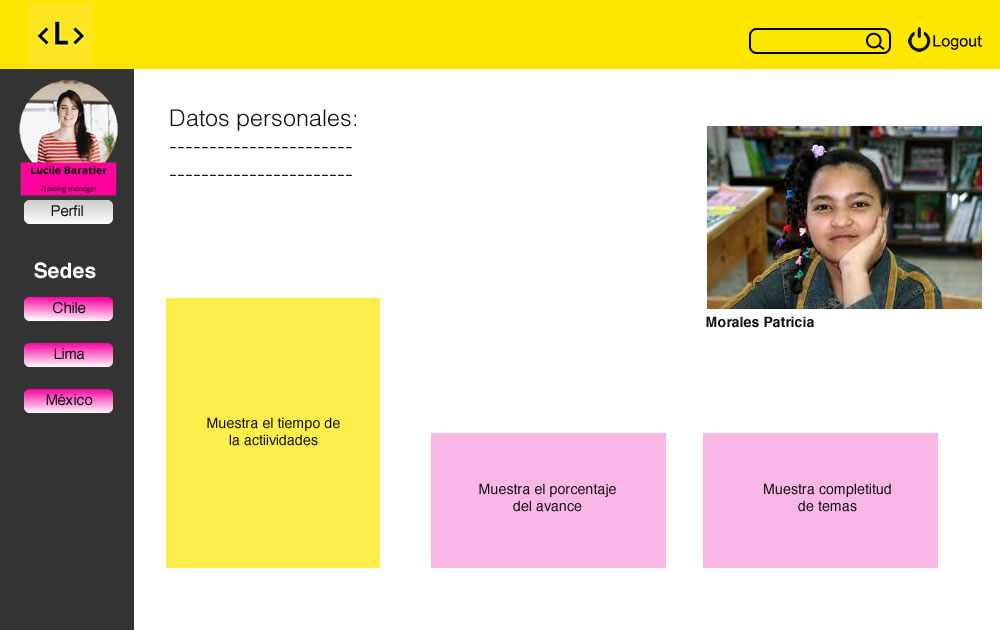 <L>
Logout
Lucile Baratier
Training manager
Perfil
Sedes
Chile
Lima
México
Datos personales:
-----------------------
-----------------------
Morales Patricia
Muestra el tiempo de
la actiividades
Muestra el porcentaje
del avance
Muestra completitud
de temas